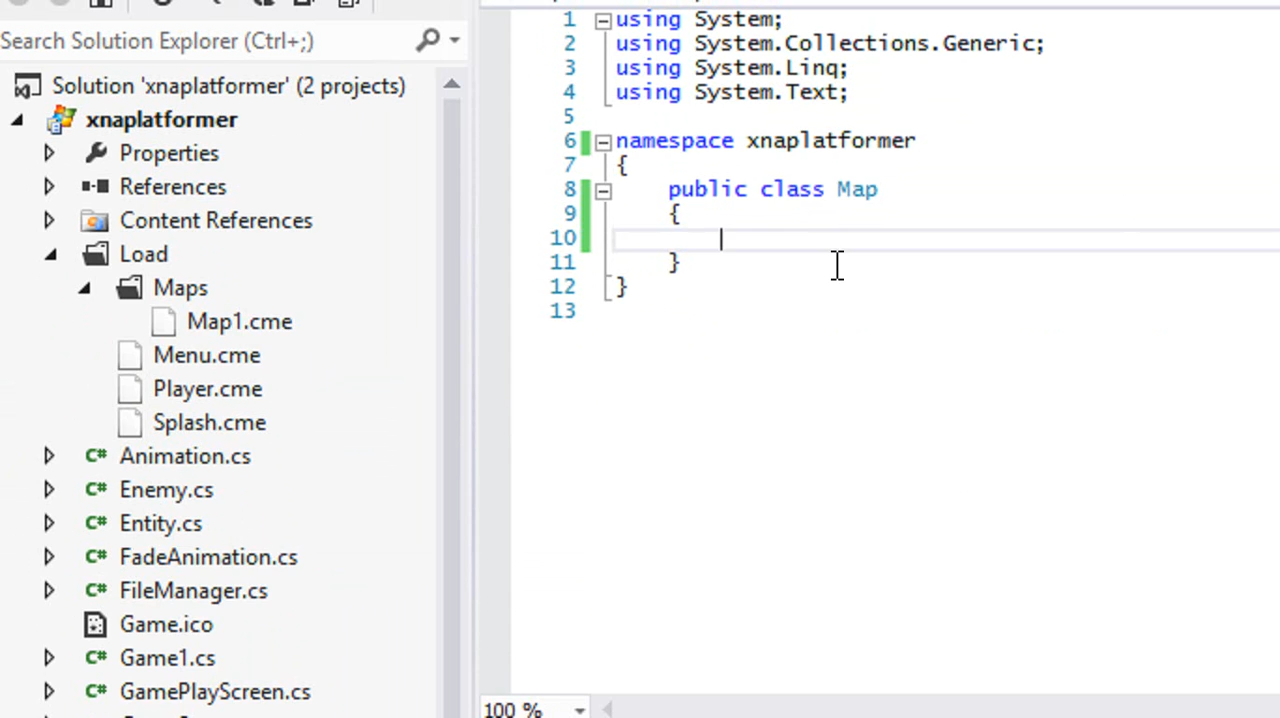 Search Solution Explorer (Ctrl+;)
Solution 'xnaplatformer' (2 projects)
xnaplatformer
Properties
References
Content References
Load
Maps
Map1.cme
Menu.cme
Player.cme
Splash.cme
C# Animation.cs
C# Enemy.cs
C# Entity.cs
C# FadeAnimation.cs
C# FileManager.cs
Game.ico
C# Game1.cs
C# GamePlayScreen.cs
1 using System;
2 using System.Collections.Generic;
3 using System.Linq;
4 using System.Text;
5
6 namespace xnaplatformer
7 {
8 public class Map
9 {
10
11 }
12 }
13
100 %